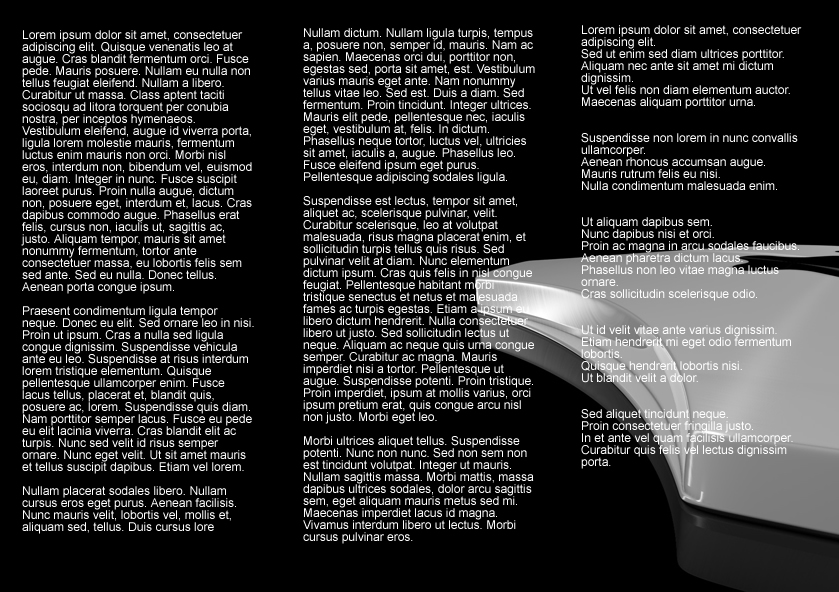 Lorem ipsum dolor sit amet, consectetuer
adipiscing elit. Quisque venenatis leo at
augue. Cras blandit fermentum orci. Fusce
pede. Mauris posuere. Nullam eu nulla non
tellus feugiat eleifend. Nullam a libero.
Curabitur ut massa. Class aptent taciti
sociosqu ad litora torquent per conubia
nostra, per inceptos hymenaeos.
Vestibulum eleifend, augue id viverra porta,
ligula lorem molestie mauris, fermentum
luctus enim mauris non orci. Morbi nisl
eros, interdum non, bibendum vel, euismod
eu, diam. Integer in nunc. Fusce suscipit
laoreet purus. Proin nulla augue, dictum
non, posuere eget, interdum et, lacus. Cras
dapibus commodo augue. Phasellus erat
felis, cursus non, iaculis ut, sagittis ac,
justo. Aliquam tempor, mauris sit amet
nonummy fermentum, tortor ante
consectetuer massa, eu lobortis felis sem
sed ante. Sed eu nulla. Donec tellus.
Aenean porta congue ipsum.
Praesent condimentum ligula tempor
neque. Donec eu elit. Sed ornare leo in nisi.
Proin ut ipsum. Cras a nulla sed ligula
congue dignissim. Suspendisse vehicula
ante eu leo. Suspendisse at risus interdum
lorem tristique elementum. Quisque
pellentesque ullamcorper enim. Fusce
lacus tellus, placerat et, blandit quis,
posuere ac, lorem. Suspendisse quis diam.
Nam porttitor semper lacus. Fusce eu pede
eu elit lacinia viverra. Cras blandit elit ac
turpis. Nunc sed velit id risus semper
ornare. Nunc eget velit. Ut sit amet mauris
et tellus suscipit dapibus. Etiam vel lorem.
Nullam placerat sodales libero. Nullam
cursus eros eget purus. Aenean facilisis.
Nunc mauris velit, lobortis vel, mollis et,
aliquam sed, tellus. Duis cursus lore
Nullam dictum. Nullam ligula turpis, tempus
a, posuere non, semper id, mauris. Nam ac
sapien. Maecenas orci dui, porttitor non,
egestas sed, porta sit amet, est. Vestibulum
varius mauris eget ante. Nam nonummy
tellus vitae leo. Sed est. Duis a diam. Sed
fermentum. Proin tincidunt. Integer ultrices.
Mauris elit pede, pellentesque nec, iaculis
eget, vestibulum at, felis. In dictum.
Phasellus neque tortor, luctus vel, ultricies
sit amet, iaculis a, augue. Phasellus leo.
Fusce eleifend ipsum eget purus.
Pellentesque adipiscing sodales ligula.
Suspendisse est lectus, tempor sit amet,
aliquet ac, scelerisque pulvinar, velit.
Curabitur scelerisque, leo at volutpat
malesuada, risus magna placerat enim, et
sollicitudin turpis tellus quis risus. Sed
pulvinar velit at diam. Nunc elementum
dictum ipsum. Cras quis felis in nisl congue
feugiat. Pellentesque habitant morbi
tristique senectus et netus et malesuada
fames ac turpis egestas. Etiam a ipsum eu
libero dictum hendrerit. Nulla consectetuer
libero ut justo. Sed sollicitudin lectus ut
neque. Aliquam ac neque quis urna congue
semper. Curabitur ac magna. Mauris
imperdiet nisi a tortor. Pellentesque ut
augue. Suspendisse potenti. Proin tristique.
Proin imperdiet, ipsum at mollis varius, orci
ipsum pretium erat, quis congue arcu nisl
non justo. Morbi eget leo.
Morbi ultrices aliquet tellus. Suspendisse
potenti. Nunc non nunc. Sed non sem non
est tincidunt volutpat. Integer ut mauris.
Nullam sagittis massa. Morbi mattis, massa
dapibus ultrices sodales, dolor arcu sagittis
sem, eget aliquam mauris metus sed mi.
Maecenas imperdiet lacus id magna.
Vivamus interdum libero ut lectus. Morbi
cursus pulvinar eros.
Lorem ipsum dolor sit amet, consectetuer
adipiscing elit.
Sed ut enim sed diam ultrices porttitor.
Aliquam nec ante sit amet mi dictum
dignissim.
Ut vel felis non diam elementum auctor.
Maecenas aliquam porttitor urna.
Suspendisse non lorem in nunc convallis
ullamcorper.
Aenean rhoncus accumsan augue.
Mauris rutrum felis eu nisi.
Nulla condimentum malesuada enim.
Ut aliquam dapibus sem.
Nunc dapibus nisi et orci.
Proin ac magna in arcu sodales faucibus.
Aenean pharetra dictum lacus.
Phasellus non leo vitae magna luctus
ornare.
Cras sollicitudin scelerisque odio.
Ut id velit vitae ante varius dignissim.
Etiam hendrerit mi eget odio fermentum
lobortis.
Quisque hendrerit lobortis nisi.
Ut blandit velit a dolor.
Sed aliquet tincidunt neque.
Proin consectetuer fringilla justo.
In et ante vel quam facilisis ullamcorper.
Curabitur quis felis vel lectus dignissim
porta.